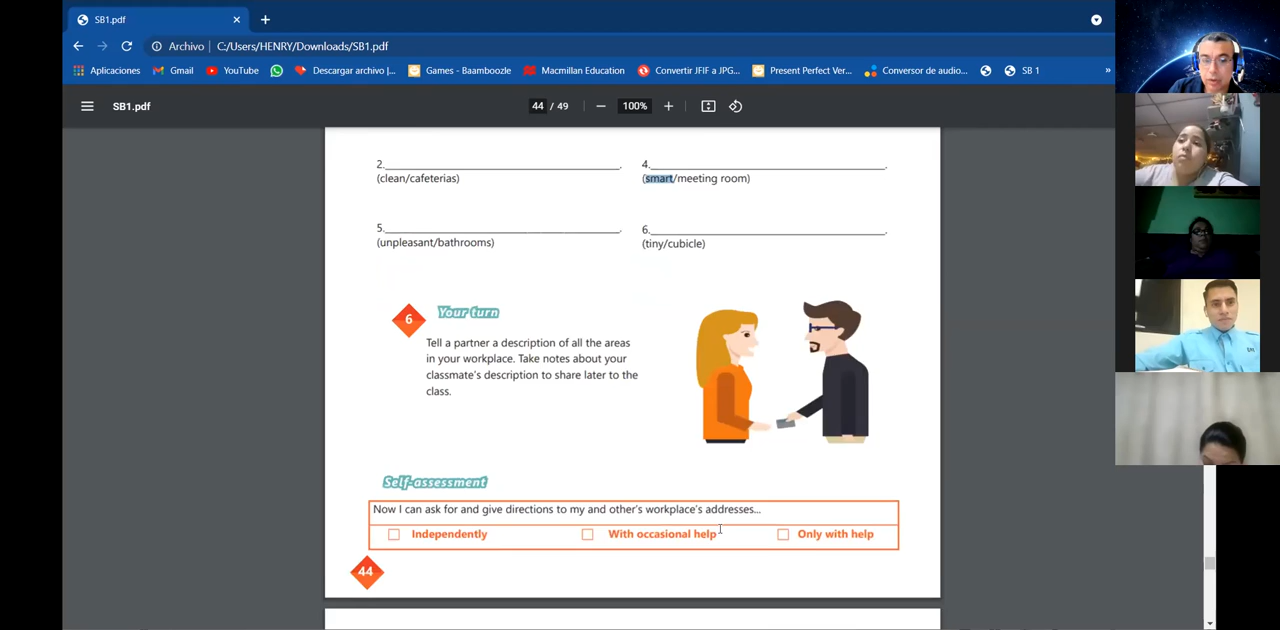 SB1.pdf
Archivo C:/Users/HENRY/Downloads/SB1.pdf
Aplicaciones Gmail YouTube Descargar archivo |... Games - Baamboozle Macmillan Education Convertir JFIF a JPG... Present Perfect Ver... Conversor de audio... SB 1 »
SB1.pdf 44 / 49 100%
2. 4.
(clean/cafeterias) (smart/meeting room)
5. 6.
(unpleasant/bathrooms) (tiny/cubicle)
6 Your turn
Tell a partner a description of all the areas
in your workplace. Take notes about your
classmate's description to share later to the
class.
Self-assessment
Now I can ask for and give directions to my and other's workplace's addresses...
Independently With occasional help Only with help
44